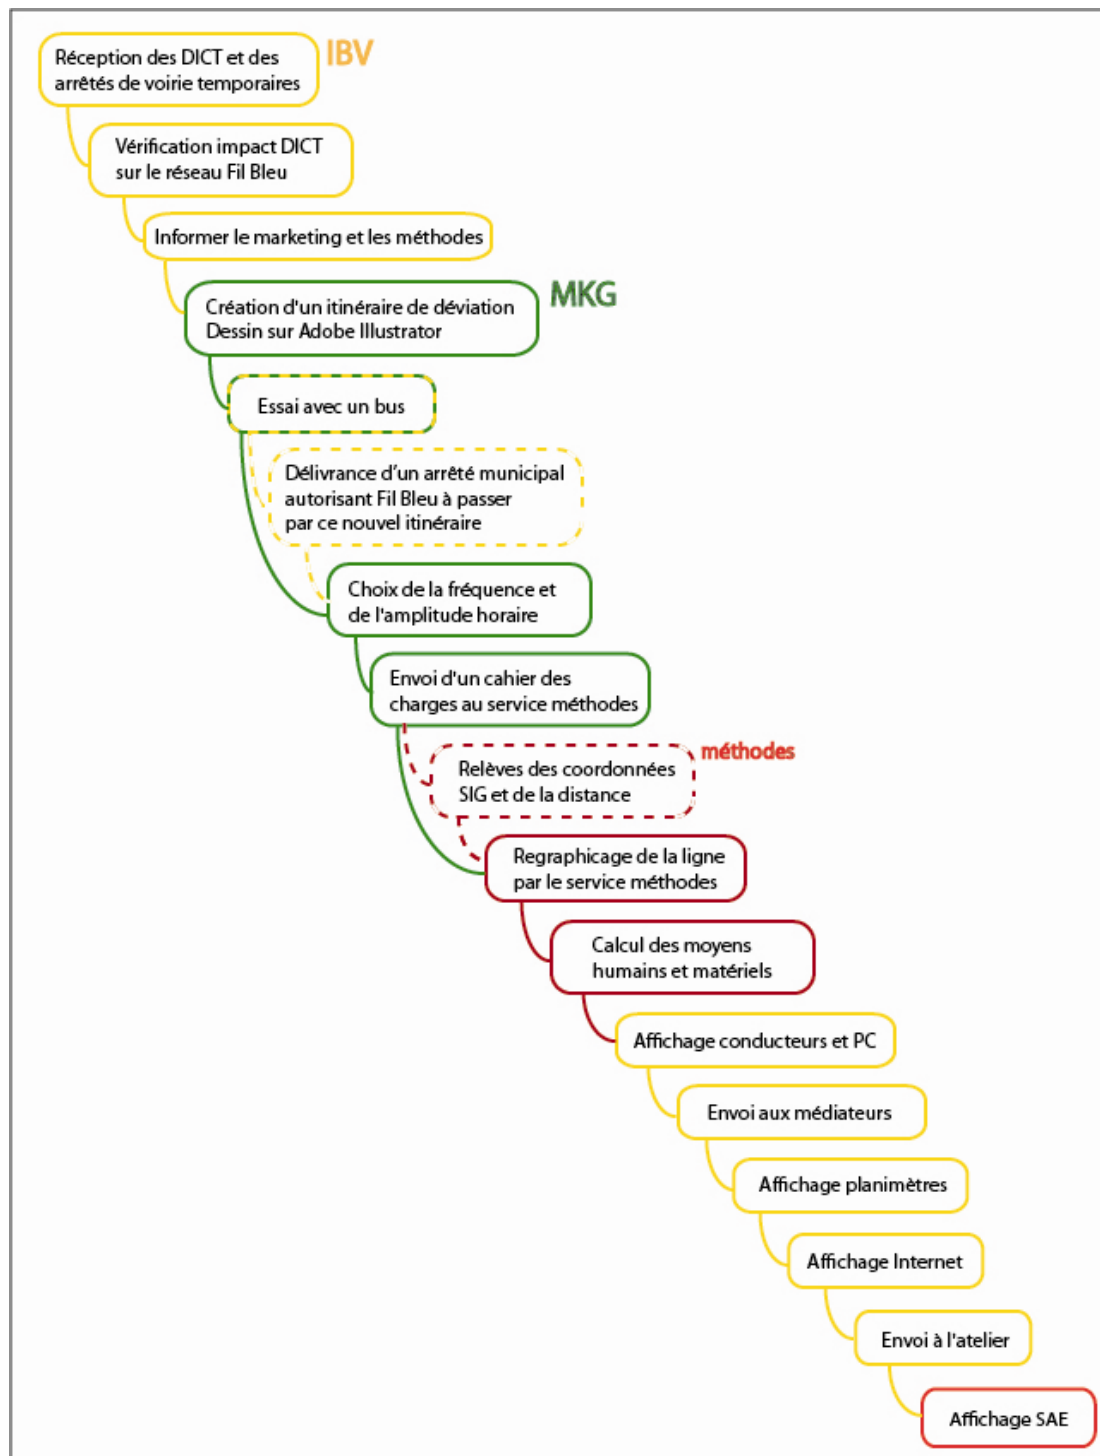 Réception des DICT et des
arrêtés de voirie temporaires
IBV
Vérification impact DICT
sur le réseau Fil Bleu
Informer le marketing et les méthodes
Création d'un itinéraire de déviation
Dessin sur Adobe Illustrator
MKG
Essai avec un bus
Délivrance d’un arrété municipal
autorisant Fil Bleu à passer
par ce nouvel itinéraire
Choix de la fréquence et
de l'amplitude horaire
Envoi d'un cahier des
charges au service méthodes
méthodes
Relèves des coordonnées
SIG et de la distance
Regraphicage de la ligne
par le service méthodes
Calcul des moyens
humains et matériels
Affichage conducteurs et PC
Envoi aux médiateurs
Affichage planimètres
Affichage Internet
Envoi à l'atelier
Affichage SAE